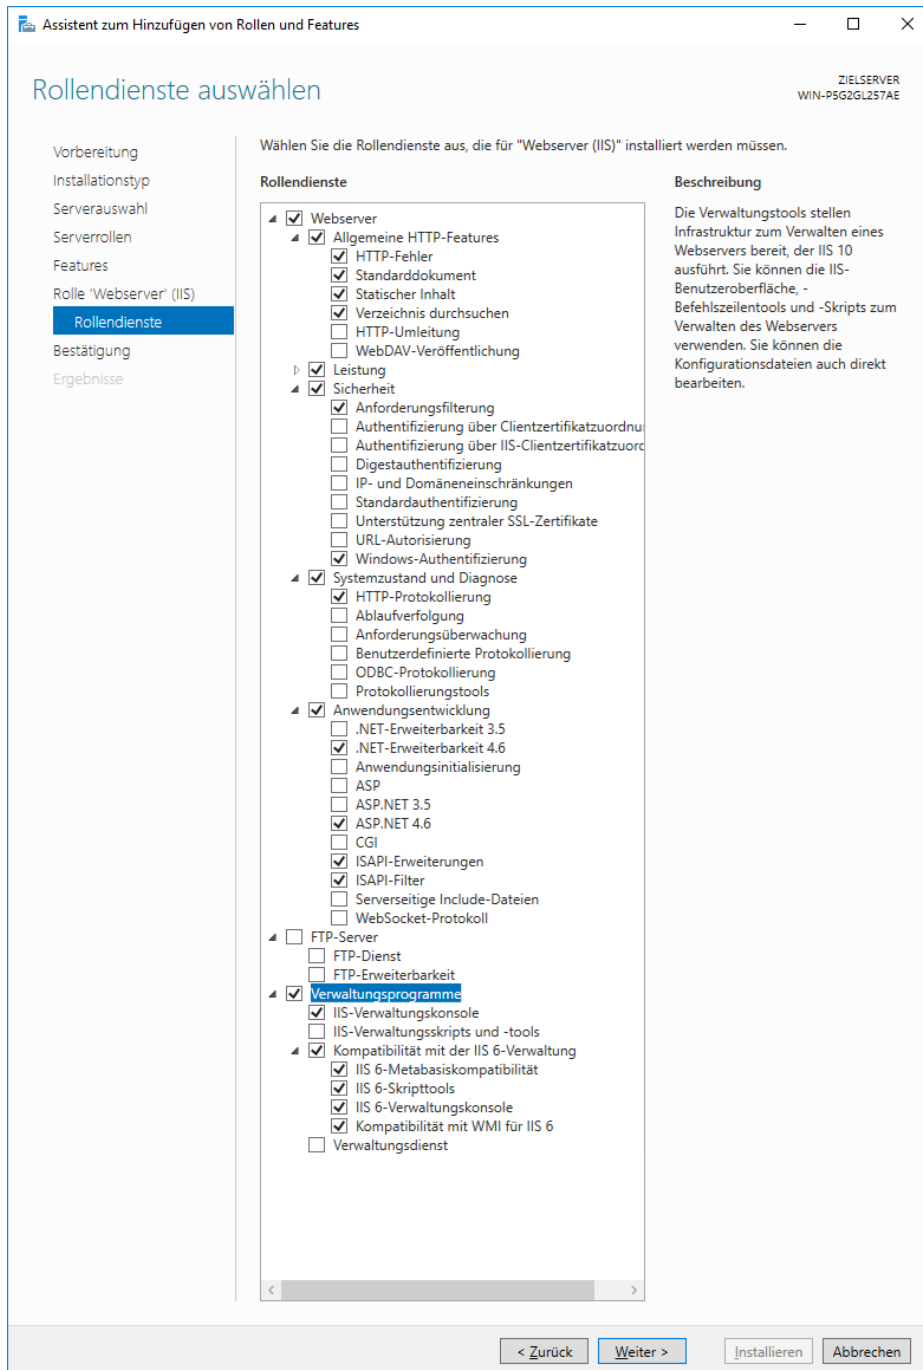 Assistent zum Hinzufügen von Rollen und Features
Rollendienste auswählen
ZIELSERVER
WIN-P5G2GL257AE
Vorbereitung
Installationstyp
Serverauswahl
Serverrollen
Features
Rolle 'Webserver' (IIS)
Rollendienste
Bestätigung
Ergebnisse
Wählen Sie die Rollendienste aus, die für "Webserver (IIS)" installiert werden müssen.
Rollendienste
Webserver
Allgemeine HTTP-Features
HTTP-Fehler
Standarddokument
Statischer Inhalt
Verzeichnis durchsuchen
HTTP-Umleitung
WebDAV-Veröffentlichung
Leistung
Sicherheit
Anforderungsfilterung
Authentifizierung über Clientzertifikatzuordnu
Authentifizierung über IIS-Clientzertifikatzuord
Digestauthentifizierung
IP- und Domäneneinschränkungen
Standardauthentifizierung
Unterstützung zentraler SSL-Zertifikate
URL-Autorisierung
Windows-Authentifizierung
Systemzustand und Diagnose
HTTP-Protokollierung
Ablaufverfolgung
Anforderungsüberwachung
Benutzerdefinierte Protokollierung
ODBC-Protokollierung
Protokollierungstools
Anwendungsentwicklung
.NET-Erweiterbarkeit 3.5
.NET-Erweiterbarkeit 4.6
Anwendungsinitialisierung
ASP
ASP.NET 3.5
ASP.NET 4.6
CGI
ISAPI-Erweiterungen
ISAPI-Filter
Serverseitige Include-Dateien
WebSocket-Protokoll
FTP-Server
FTP-Dienst
FTP-Erweiterbarkeit
Verwaltungsprogramme
IIS-Verwaltungskonsole
IIS-Verwaltungsskripts und -tools
Kompatibilität mit der IIS 6-Verwaltung
IIS 6-Metabasiskompatibilität
IIS 6-Skripttools
IIS 6-Verwaltungskonsole
Kompatibilität mit WMI für IIS 6
Verwaltungsdienst
Beschreibung
Die Verwaltungstools stellen
Infrastruktur zum Verwalten eines
Webservers bereit, der IIS 10
ausführt. Sie können die IIS-
Benutzeroberfläche, -
Befehlszeilentools und -Skripts zum
Verwalten des Webservers
verwenden. Sie können die
Konfigurationsdateien auch direkt
bearbeiten.
< Zurück
Weiter >
Installieren
Abbrechen